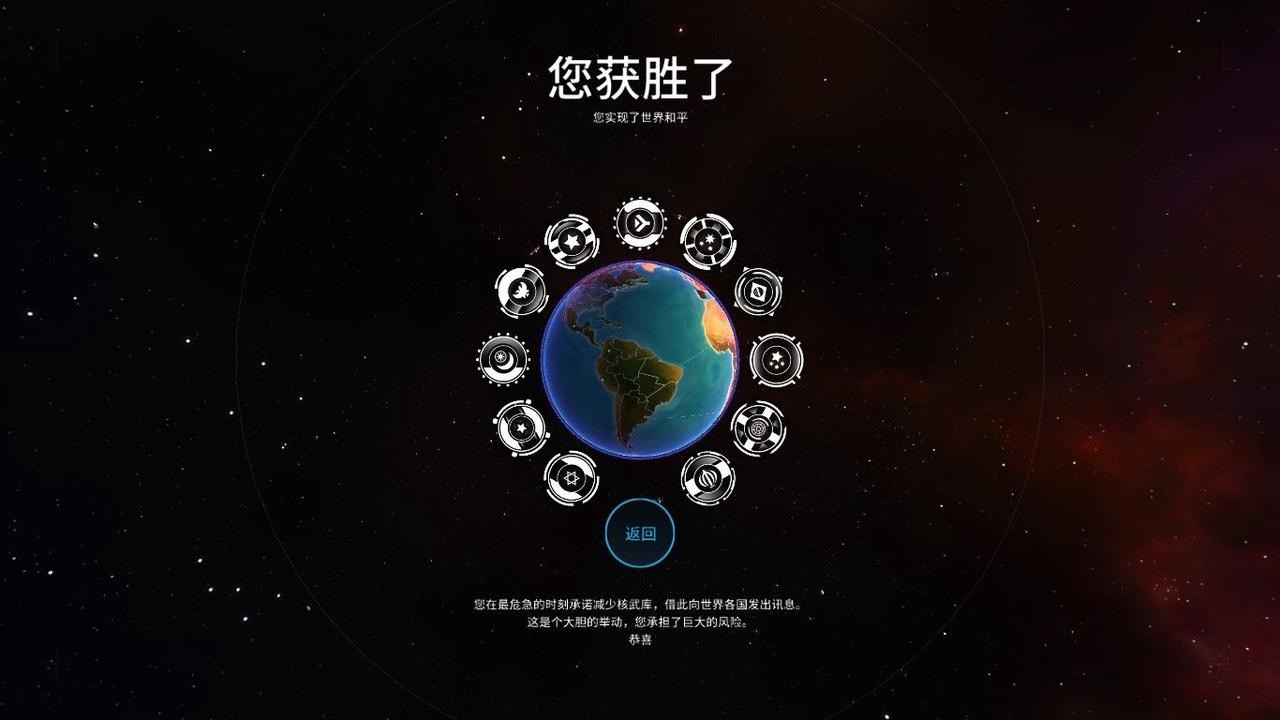 您获胜了
您实现了世界和平
返回
您在最危急的时刻承诺减少核武库，借此向世界各国发出讯息。
这是个大胆的举动，您承担了巨大的风险。
恭喜